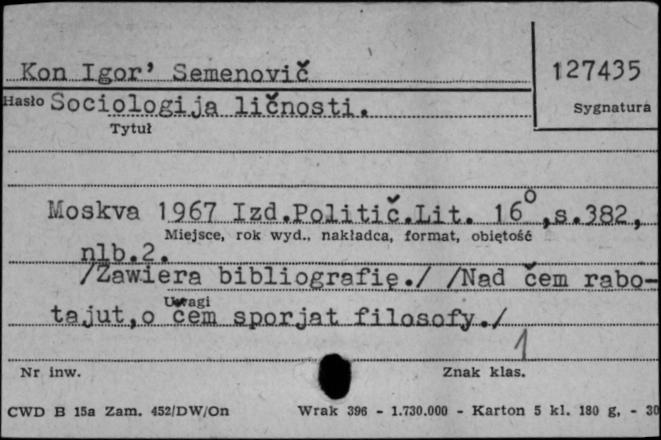 Kon Igor' Semenovič
127435
Hasło Sociologija ličnosti.
Sygnatura
Tytuł
Moskva 1967 Izd.Politič.Lit. 16⁰,s.382,
Miejsce, rok wyd., nakładca, format, obiętość
nlb.2.
/Zawiera bibliografię./ /Nad čem rabo-
Uwagi
tajut,o čem sporjat filosofy./
1
Nr inw.
Znak klas.
CWD B 15a Zam. 452/DW/On Wrak 396 - 1.730.000 - Karton 5 kl. 180 g, - 30